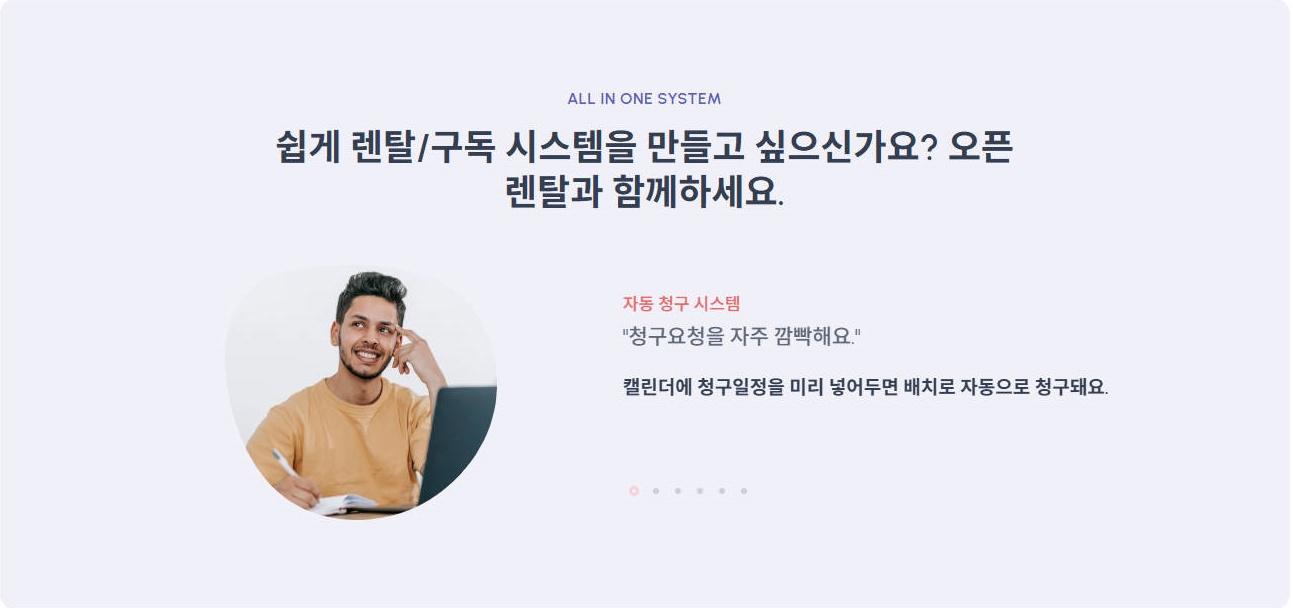 ALL IN ONE SYSTEM
쉽게 렌탈/구독 시스템을 만들고 싶으신가요? 오픈
렌탈과 함께하세요.
자동 청구 시스템
"청구요청을 자주 깜빡해요."
캘린더에 청구일정을 미리 넣어두면 배치로 자동으로 청구돼요.